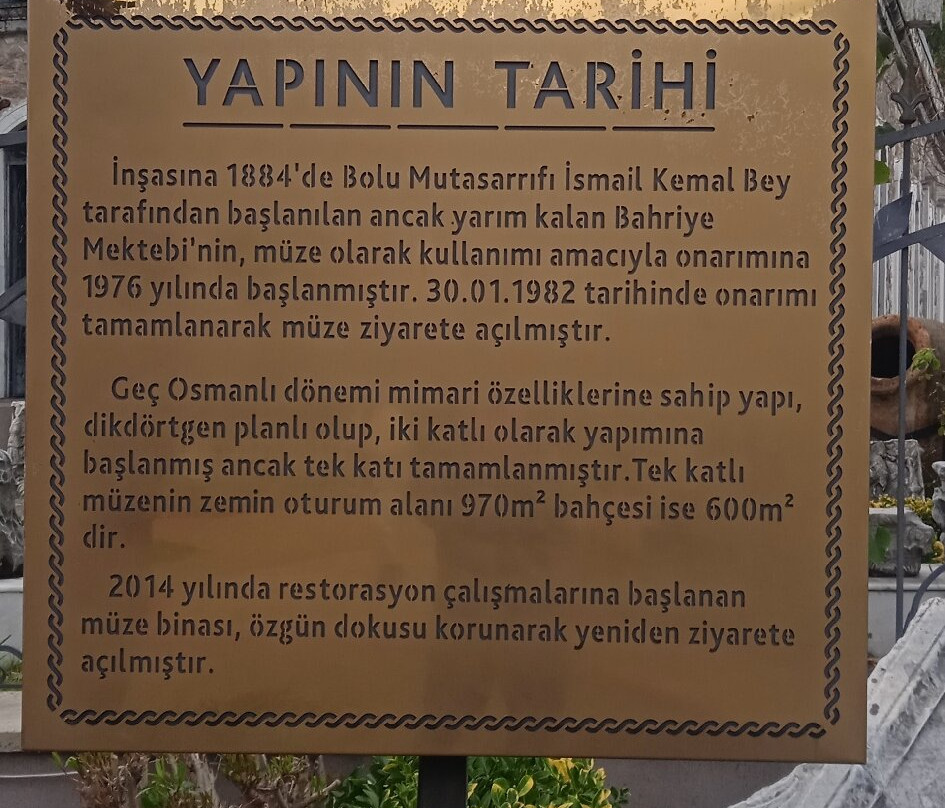 YAPININ TARİHİ
İnşasına 1884'de Bolu Mutasarrıfı İsmail Kemal Bey
tarafından başlanılan ancak yarım kalan Bahriye
Mektebi'nin, müze olarak kullanımı amacıyla onarımına
1976 yılında başlanmıştır. 30.01.1982 tarihinde onarımı
tamamlanarak müze ziyarete açılmıştır.
Geç Osmanlı dönemi mimari özelliklerine sahip yapı,
dikdörtgen planlı olup, iki katlı olarak yapımına
başlanmış ancak tek katı tamamlanmıştır.Tek katlı
müzenin zemin oturum alanı 970m² bahçesi ise 600m²
dir.
2014 yılında restorasyon çalışmalarına başlanan
müze binası, özgün dokusu korunarak yeniden ziyarete
açılmıştır.